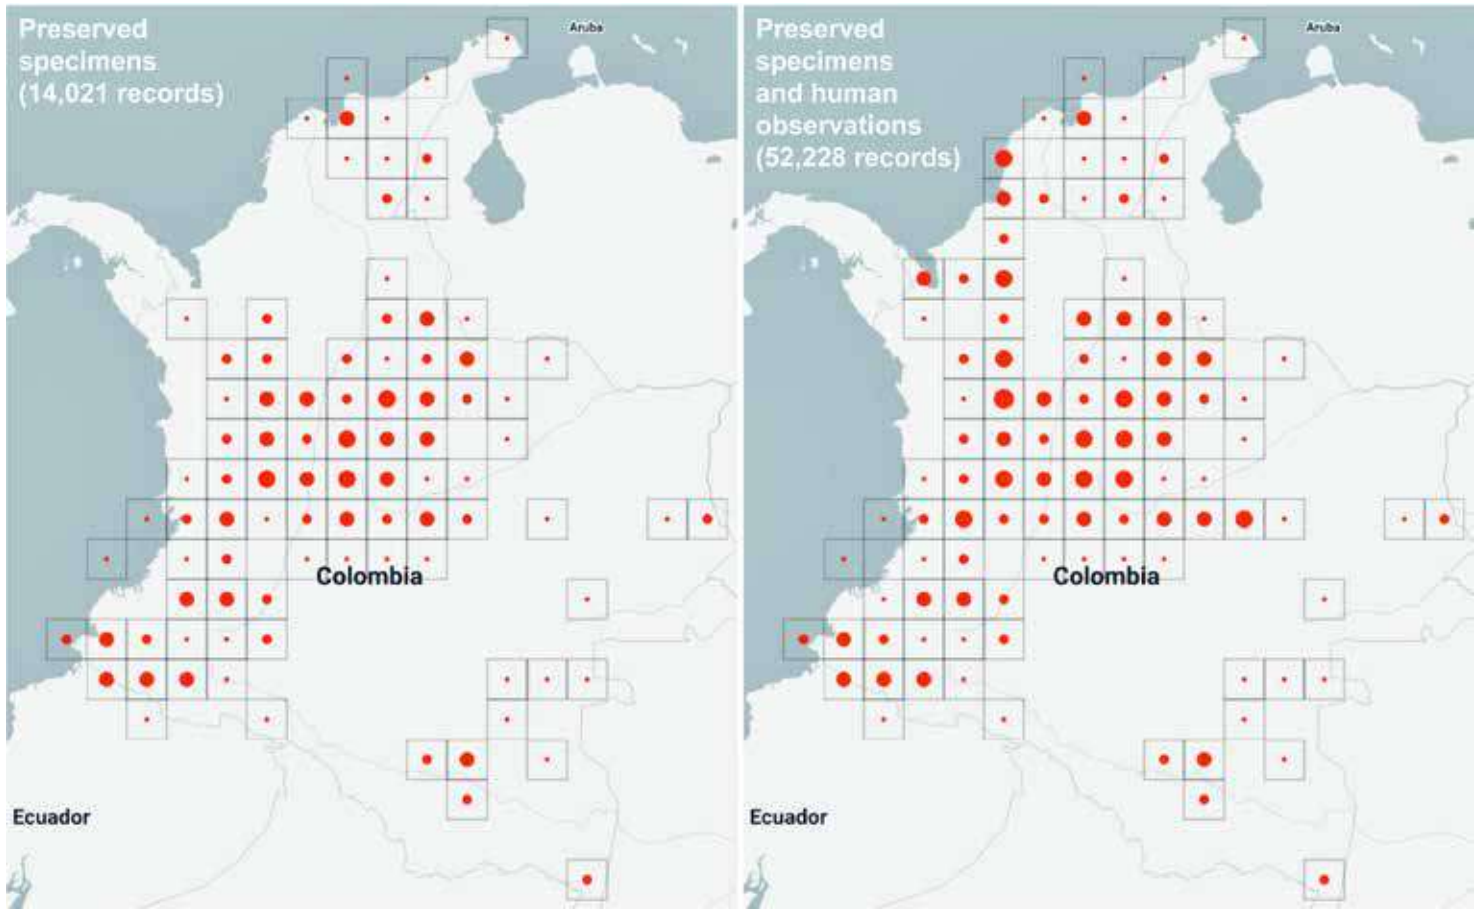 Preserved
specimens
(14,021 records)
Aruba
Colombia
Ecuador
Preserved
specimens
and human
observations
(52,228 records)
Aruba
Colombia
Ecuador